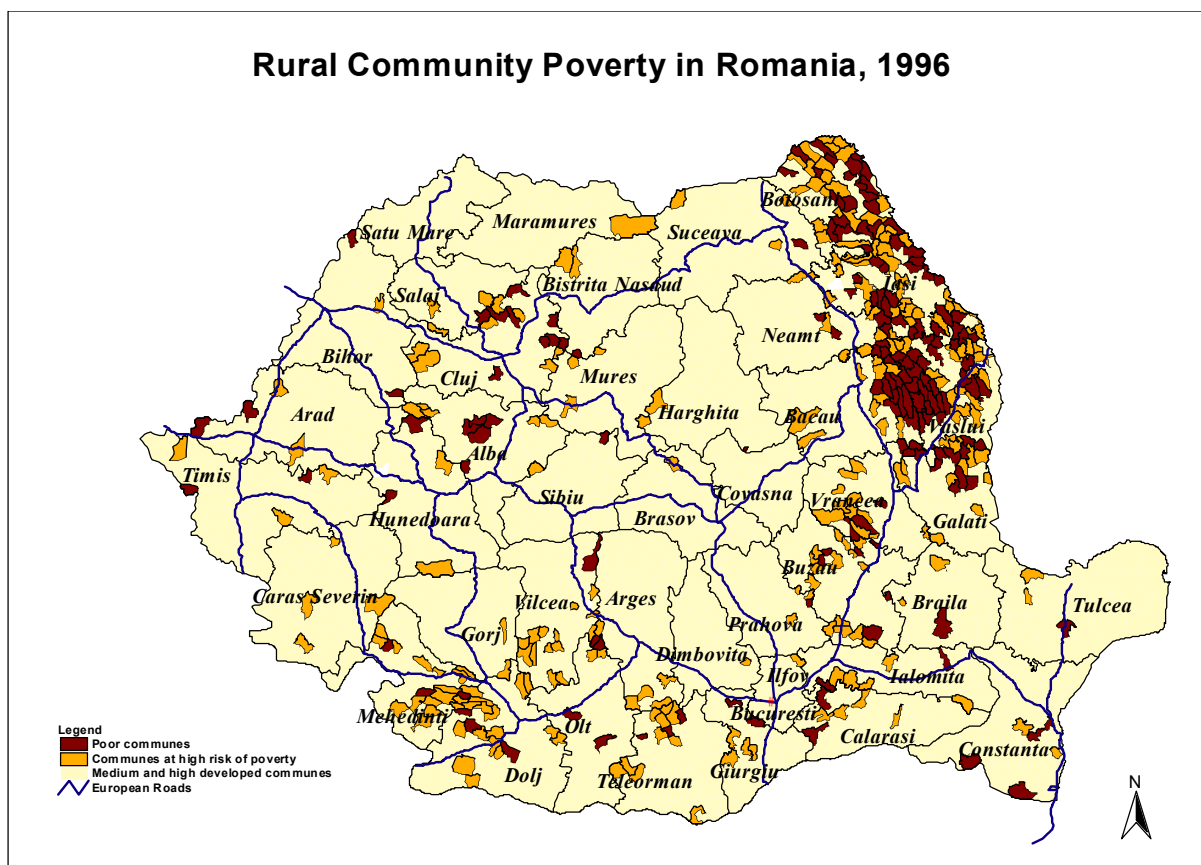 Rural Community Poverty in Romania, 1996
Botosani
Maramures
Satu Mare
Suceava
Iasi
Bistrita Nasaud
Salaj
Neamt
Bihor
Cluj
Mures
Harghita
Bacau
Arad
Vaslui
Alba
Timis
Covasna
Sibiu
Vrancea
Hunedoara
Brasov
Galati
Buzau
Caras Severin
Vilcea
Arges
Braila
Tulcea
Gorj
Prahova
Dimbovita
Ilfov
Ialomita
Mehedinti
Bucuresti
Olt
Calarasi
Constanta
Dolj
Teleorman
Giurgiu
Legend
Poor communes
Communes at high risk of poverty
Medium and high developed communes
European Roads
N